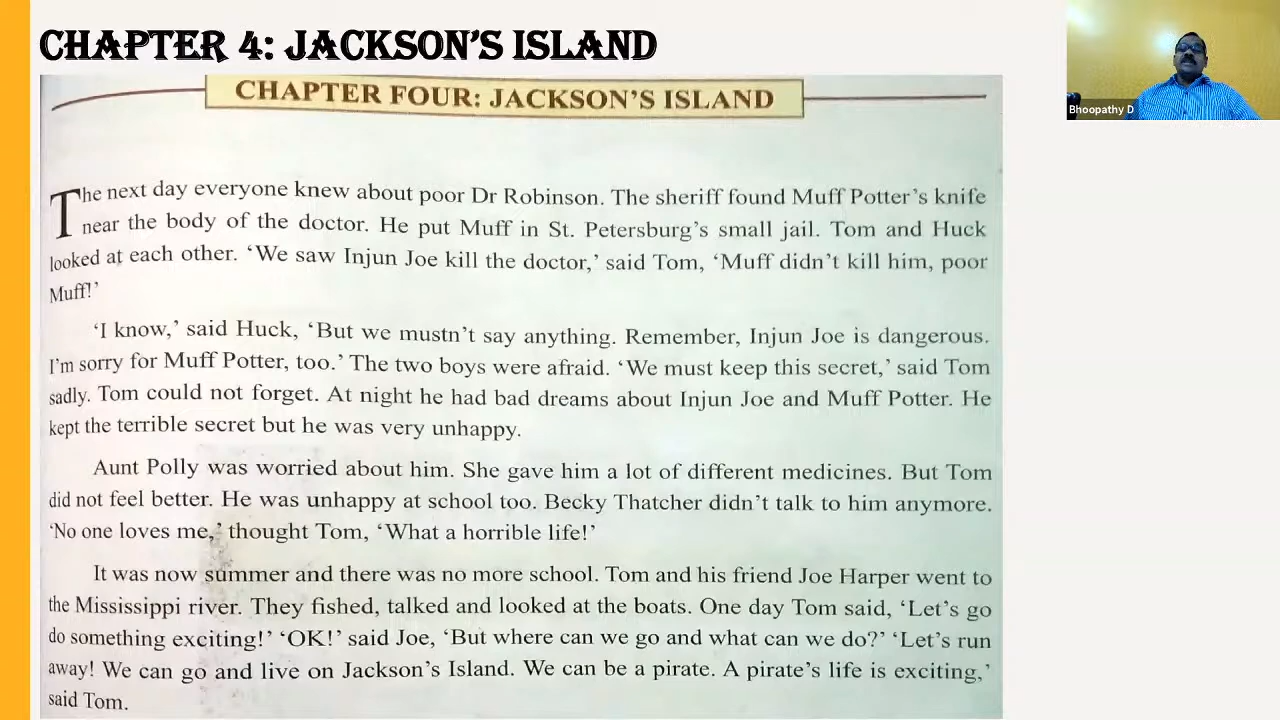 CHAPTER 4: JACKSON'S ISLAND
Bhoopathy D
CHAPTER FOUR: JACKSON'S ISLAND
The next day everyone knew about poor Dr Robinson. The sheriff found Muff Potter's knife
near the body of the doctor. He put Muff in St. Petersburg's small jail. Tom and Huck
looked at each other. ‘We saw Injun Joe kill the doctor,’ said Tom, ‘Muff didn't kill him, poor
Muff!’
‘I know,’ said Huck, ‘But we mustn't say anything. Remember, Injun Joe is dangerous.
I'm sorry for Muff Potter, too.’ The two boys were afraid. ‘We must keep this secret,’ said Tom
sadly. Tom could not forget. At night he had bad dreams about Injun Joe and Muff Potter. He
kept the terrible secret but he was very unhappy.
Aunt Polly was worried about him. She gave him a lot of different medicines. But Tom
did not feel better. He was unhappy at school too. Becky Thatcher didn't talk to him anymore.
‘No one loves me,’ thought Tom, ‘What a horrible life!’
It was now summer and there was no more school. Tom and his friend Joe Harper went to
the Mississippi river. They fished, talked and looked at the boats. One day Tom said, ‘Let's go
do something exciting!’ ‘OK!’ said Joe, ‘But where can we go and what can we do?’ ‘Let's run
away! We can go and live on Jackson's Island. We can be a pirate. A pirate's life is exciting,’
said Tom.